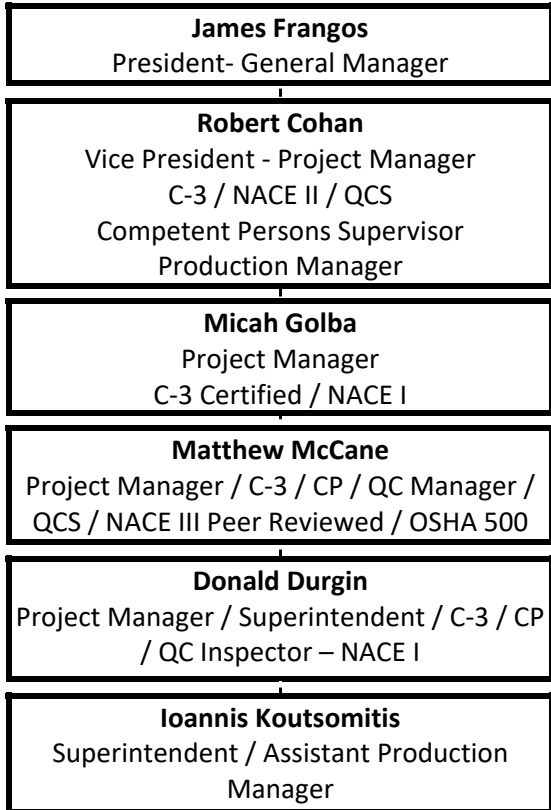 James Frangos
President- General Manager
Robert Cohan
Vice President - Project Manager
C-3 / NACE II / QCS
Competent Persons Supervisor
Production Manager
Micah Golba
Project Manager
C-3 Certified / NACE I
Matthew McCane
Project Manager / C-3 / CP / QC Manager /
QCS / NACE III Peer Reviewed / OSHA 500
Donald Durgin
Project Manager / Superintendent / C-3 / CP
/ QC Inspector – NACE I
Ioannis Koutsomitis
Superintendent / Assistant Production
Manager